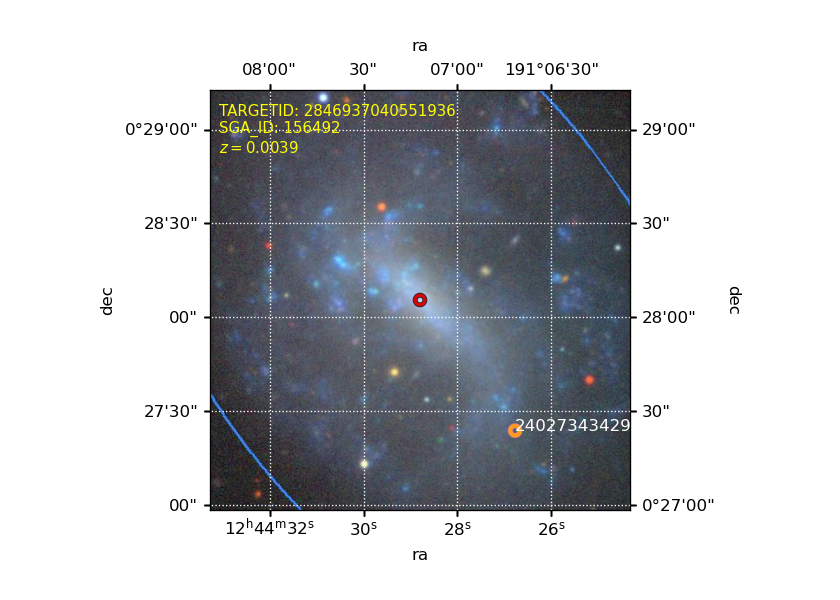 ra
08'00" 30" 07'00" 191°06'30"
TARGETID: 2846937040551936
SGA_ID: 156492
z = 0.0039
0°29'00" 29'00"
28'30" 30"
dec dec
00" 28'00"
27'30" 30"
24027343429
00" 0°27'00"
12h44m32s 30s 28s 26s
ra